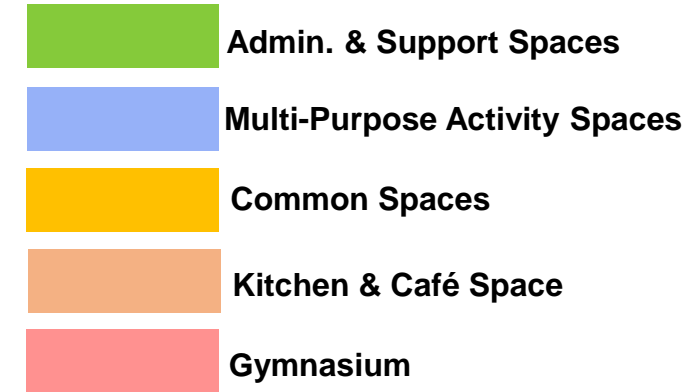 Admin. & Support Spaces
Multi-Purpose Activity Spaces
Common Spaces
Kitchen & Café Space
Gymnasium